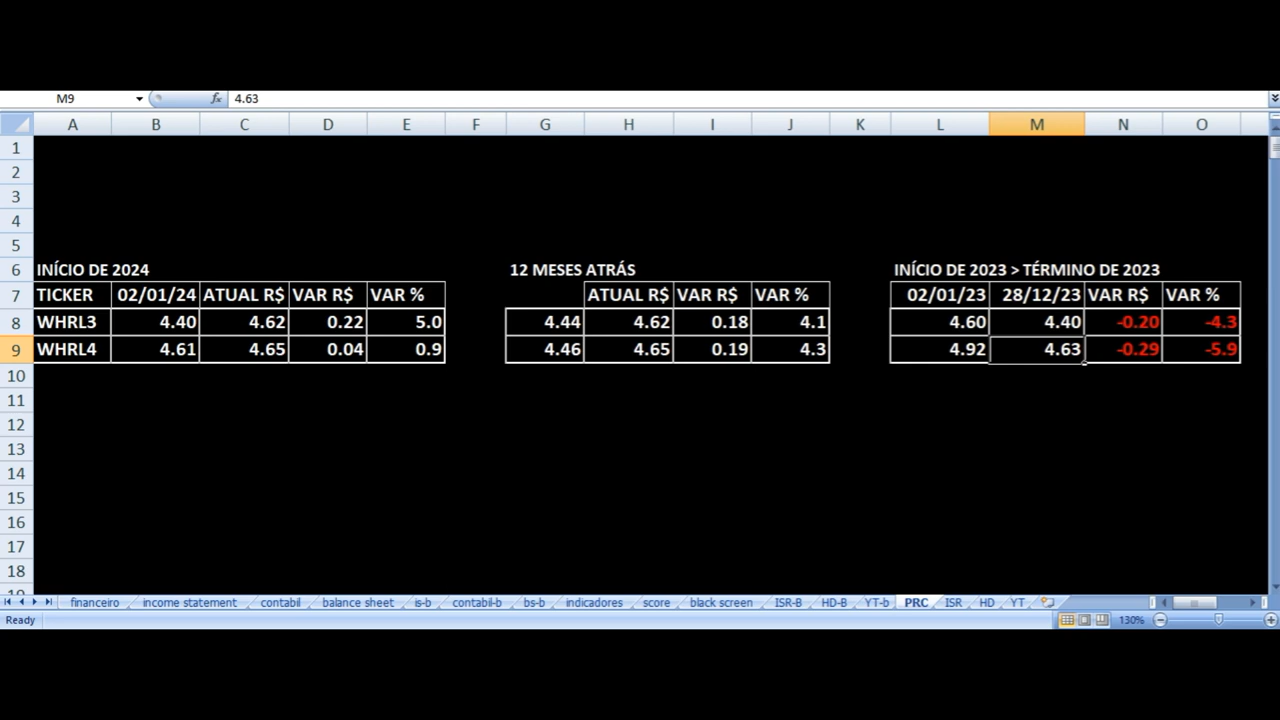 M9 fx 4.63
A B C D E F G H I J K L M N O
1
2
3
4
5
6 INÍCIO DE 2024 12 MESES ATRÁS INÍCIO DE 2023 > TÉRMINO DE 2023
7 TICKER 02/01/24 ATUAL R$ VAR R$ VAR % ATUAL R$ VAR R$ VAR % 02/01/23 28/12/23 VAR R$ VAR %
8 WHRL3 4.40 4.62 0.22 5.0 4.44 4.62 0.18 4.1 4.60 4.40 -0.20 -4.3
9 WHRL4 4.61 4.65 0.04 0.9 4.46 4.65 0.19 4.3 4.92 4.63 -0.29 -5.9
10
11
12
13
14
15
16
17
18
financeiro income statement contabil balance sheet is-b contabil-b bs-b indicadores score black screen ISR-B HD-B YT-b PRC ISR HD YT
Ready 130%